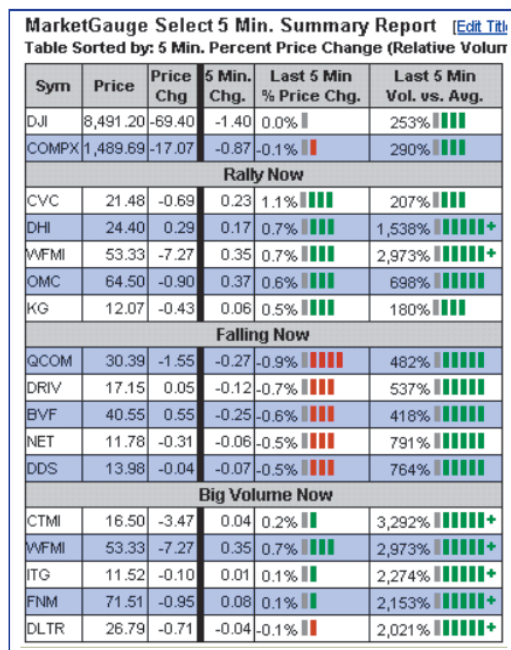 MarketGauge Select 5 Min. Summary Report [Edit Titl
Table Sorted by: 5 Min. Percent Price Change (Relative Volum
Sym Price Price Chg 5 Min. Chg. Last 5 Min % Price Chg. Last 5 Min Vol. vs. Avg.
DJI 8,491.20 -69.40 -1.40 0.0% 253%
COMPX 1,489.69 -17.07 -0.87 -0.1% 290%
Rally Now
CVC 21.48 -0.69 0.23 1.1% 207%
DHI 24.40 0.29 0.17 0.7% 1,538% +
WFMI 53.33 -7.27 0.35 0.7% 2,973% +
OMC 64.50 -0.90 0.37 0.6% 698%
KG 12.07 -0.43 0.06 0.5% 180%
Falling Now
QCOM 30.39 -1.55 -0.27 -0.9% 482%
DRIV 17.15 0.05 -0.12 -0.7% 537%
BVF 40.55 0.55 -0.25 -0.6% 418%
NET 11.78 -0.31 -0.06 -0.5% 791%
DDS 13.98 -0.04 -0.07 -0.5% 764%
Big Volume Now
CTMI 16.50 -3.47 0.04 0.2% 3,292% +
WFMI 53.33 -7.27 0.35 0.7% 2,973% +
ITG 11.52 -0.10 0.01 0.1% 2,274% +
FNM 71.51 -0.95 0.08 0.1% 2,153% +
DLTR 26.79 -0.71 -0.04 -0.1% 2,021% +